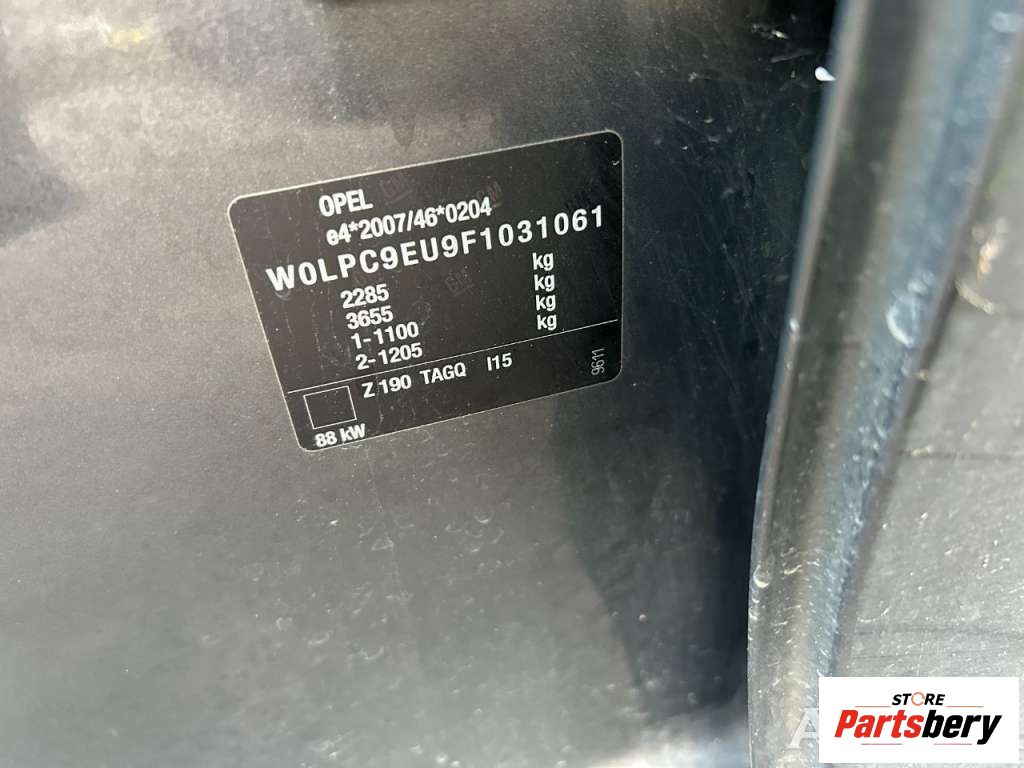 OPEL
e4*2007/46*0204
W0LPC9EU9F1031061
2285 kg
3655 kg
1-1100 kg
2-1205 kg
Z 190 TAGQ I15
9611
88 kW
STORE
Partsbery